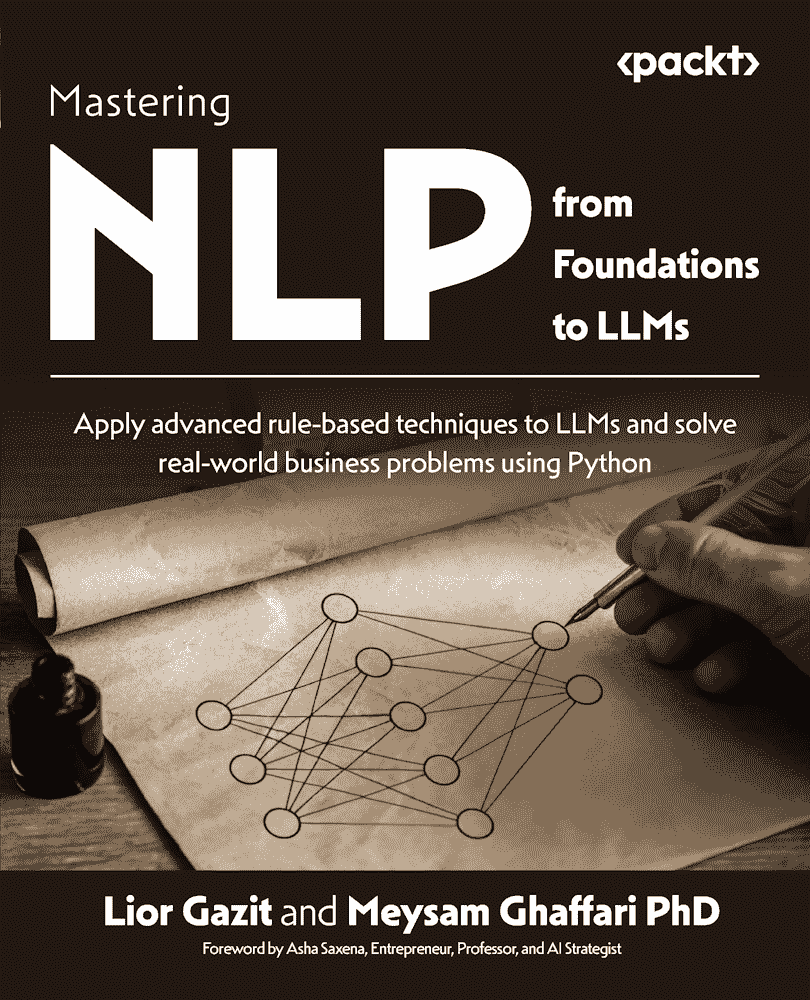 <packt>
Mastering
NLP
from
Foundations
to LLMs
Apply advanced rule-based techniques to LLMs and solve
real-world business problems using Python
Lior Gazit and Meysam Ghaffari PhD
Foreword by Asha Saxena, Entrepreneur, Professor, and AI Strategist